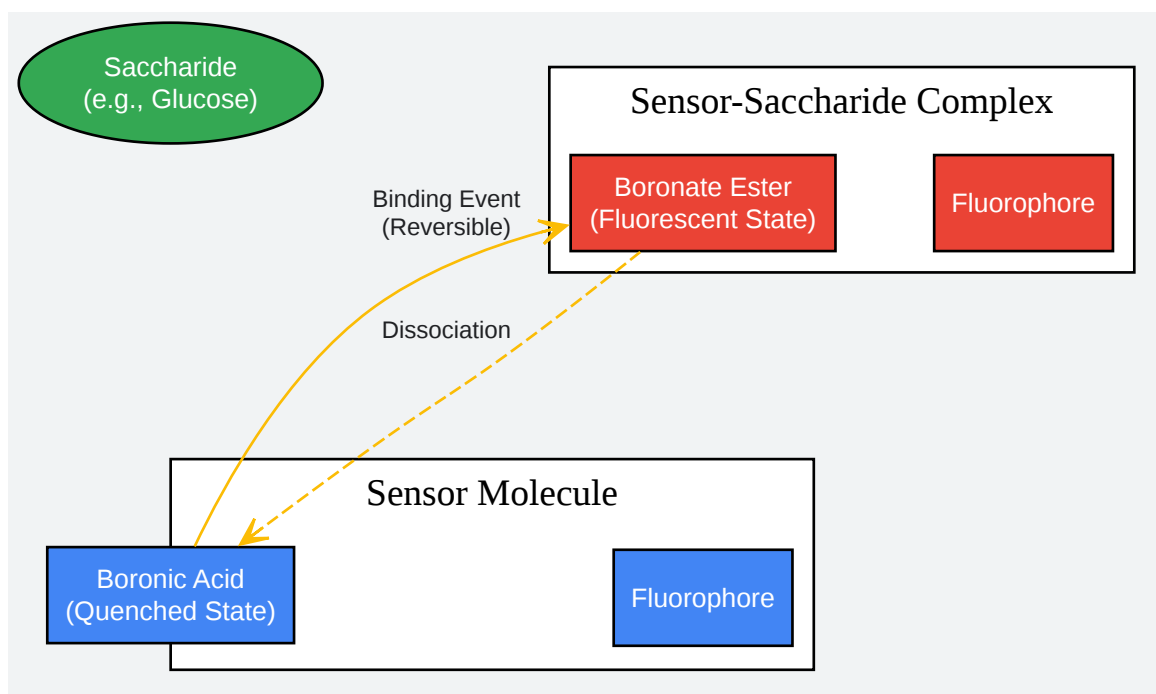 Saccharide
(e.g., Glucose)
Sensor-Saccharide Complex
Boronate Ester
(Fluorescent State)
Fluorophore
Binding Event
(Reversible)
Dissociation
Sensor Molecule
Boronic Acid
(Quenched State)
Fluorophore